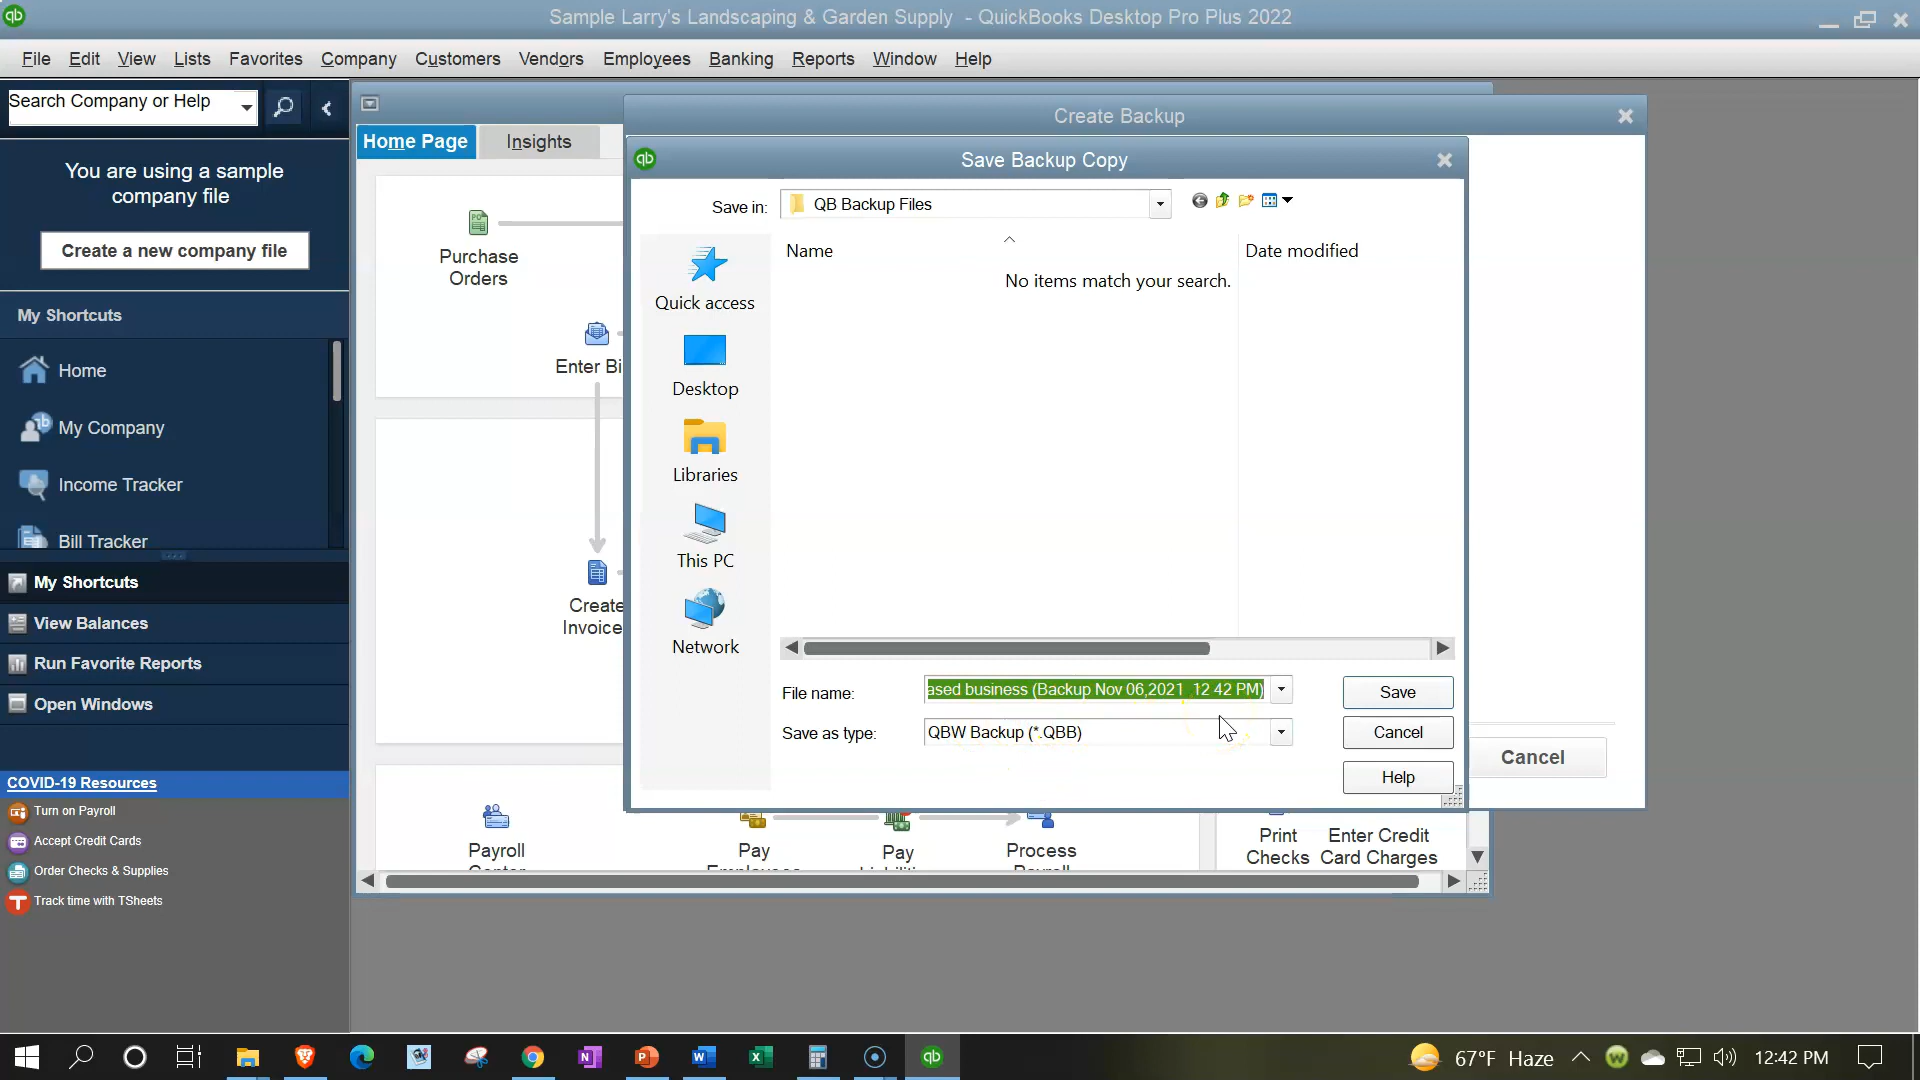 qb
Sample Larry's Landscaping & Garden Supply - QuickBooks Desktop Pro Plus 2022
File Edit View Lists Favorites Company Customers Vendors Employees Banking Reports Window Help
Search Company or Help
You are using a sample
company file
Create a new company file
My Shortcuts
Home
My Company
Income Tracker
Bill Tracker
My Shortcuts
View Balances
Run Favorite Reports
Open Windows
COVID-19 Resources
Turn on Payroll
Accept Credit Cards
Order Checks & Supplies
Track time with TSheets
Home Page
Insights
Purchase
Orders
Enter Bi
Create
Invoice
Payroll
Pay
Pay
Process
Print
Checks
Enter Credit
Card Charges
Create Backup
Cancel
qb
Save Backup Copy
Save in:
QB Backup Files
Quick access
Desktop
Libraries
This PC
Network
Name
Date modified
No items match your search.
File name:
ased business (Backup Nov 06,2021 12 42 PM)
Save
Save as type:
QBW Backup (*.QBB)
Cancel
Help
67°F Haze
12:42 PM